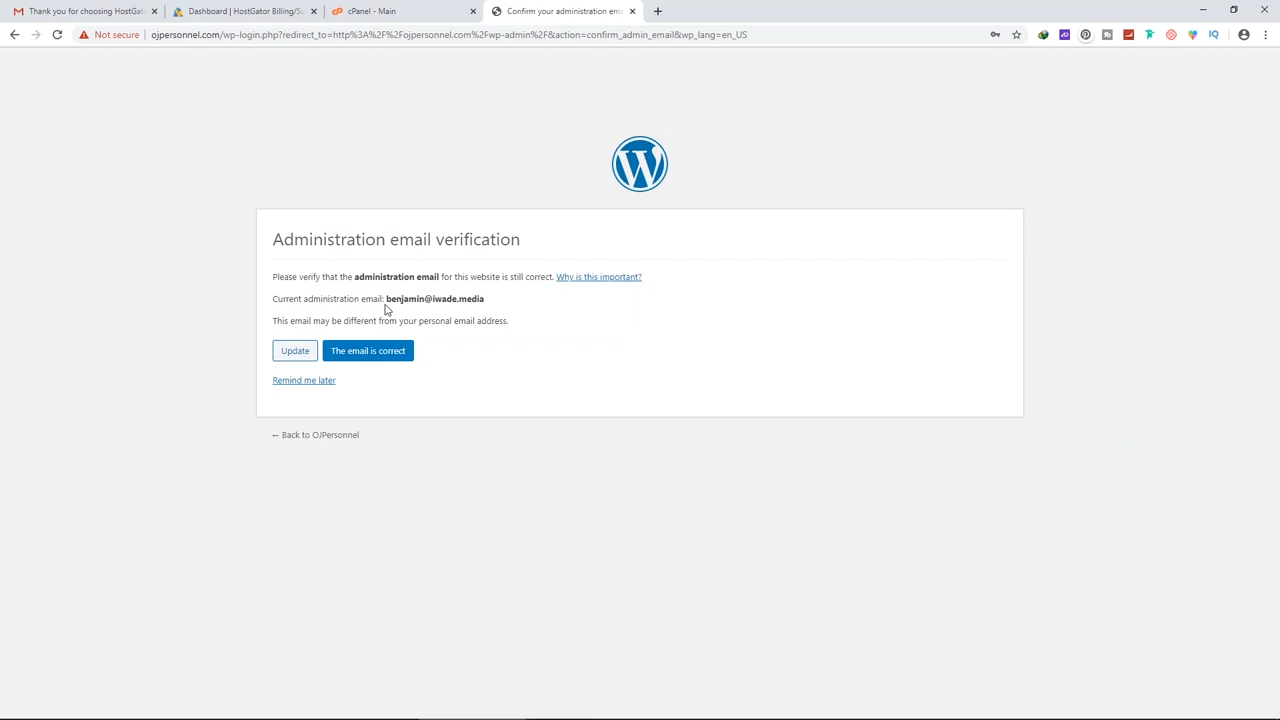 Thank you for choosing HostGat
Dashboard | HostGator Billing/Su
cPanel - Main
Confirm your administration ema
Not secure
ojpersonnel.com/wp-login.php?redirect_to=http%3A%2F%2Fojpersonnel.com%2Fwp-admin%2F&action=confirm_admin_email&wp_lang=en_US
Administration email verification
Please verify that the administration email for this website is still correct. Why is this important?
Current administration email: benjamin@iwade.media
This email may be different from your personal email address.
Update
The email is correct
Remind me later
← Back to OJPersonnel